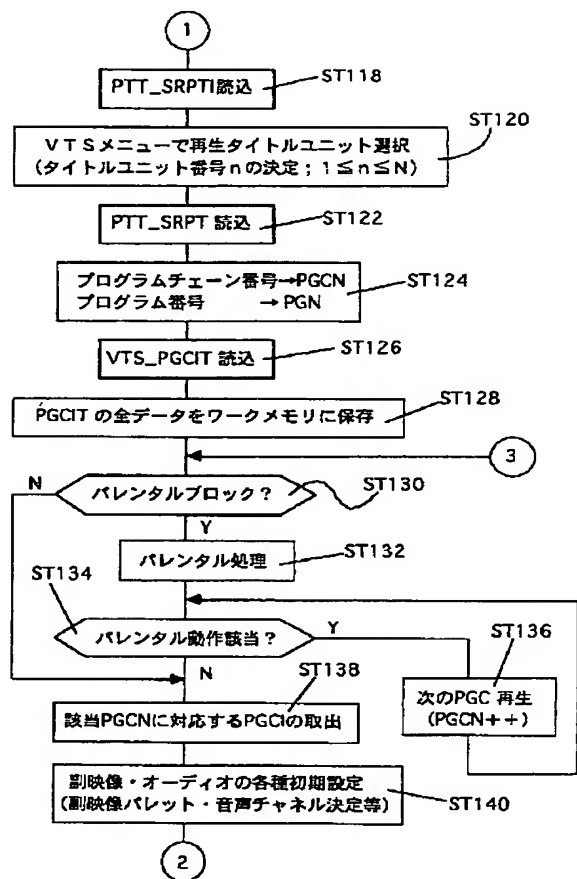 1
PTT_SRPTI読込
ST118
VTSメニューで再生タイトルユニット選択
(タイトルユニット番号nの決定；1≦n≦N)
ST120
PTT_SRPT 読込
ST122
プログラムチェーン番号→PGCN
プログラム番号 →PGN
ST124
VTS_PGCIT 読込
ST126
PGCIT の全データをワークメモリに保存
ST128
3
N
パレンタルブロック？
ST130
Y
パレンタル処理
ST132
ST134
パレンタル動作該当？
Y
ST136
N
次のPGC 再生
(PGCN++)
ST138
該当PGCNに対応するPGCIの取出
副映像・オーディオの各種初期設定
(副映像パレット・音声チャネル決定等)
ST140
2